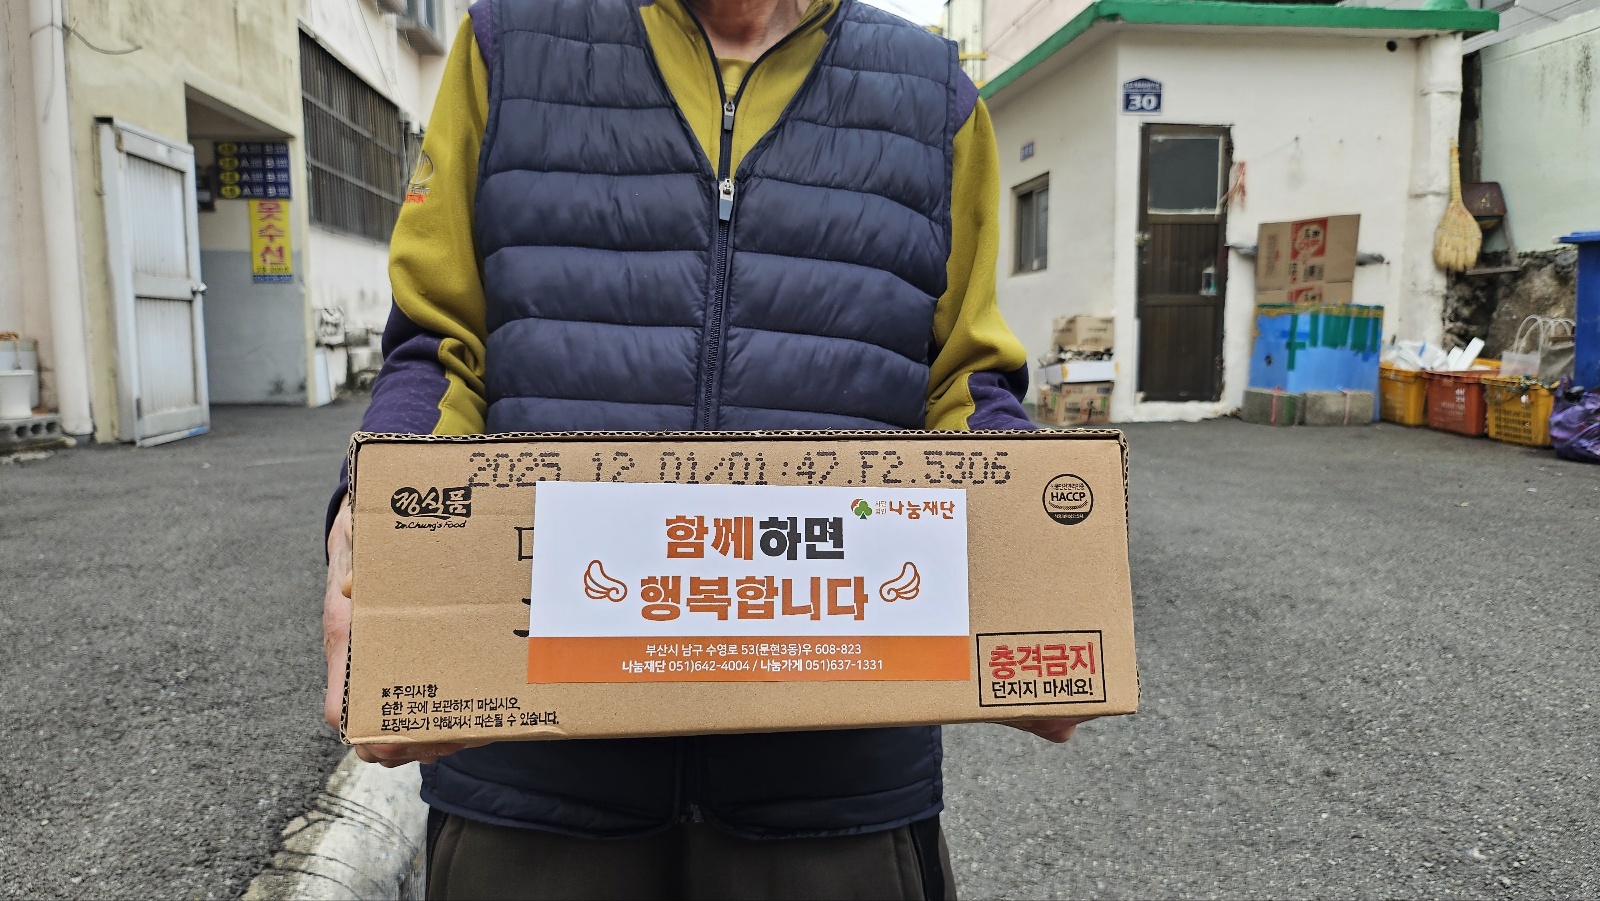 30
옷수선
2025.12.01/01:47.F2.5306
정식품
Dr.Chung's Food
HACCP
나눔재단
함께하면
행복합니다
부산시 남구 수영로 53(문현3동)우 608-823
나눔재단 051)642-4004 / 나눔가게 051)637-1331
충격금지
던지지 마세요!
※주의사항
습한 곳에 보관하지 마십시오,
포장박스가 약해져서 파손될 수 있습니다.